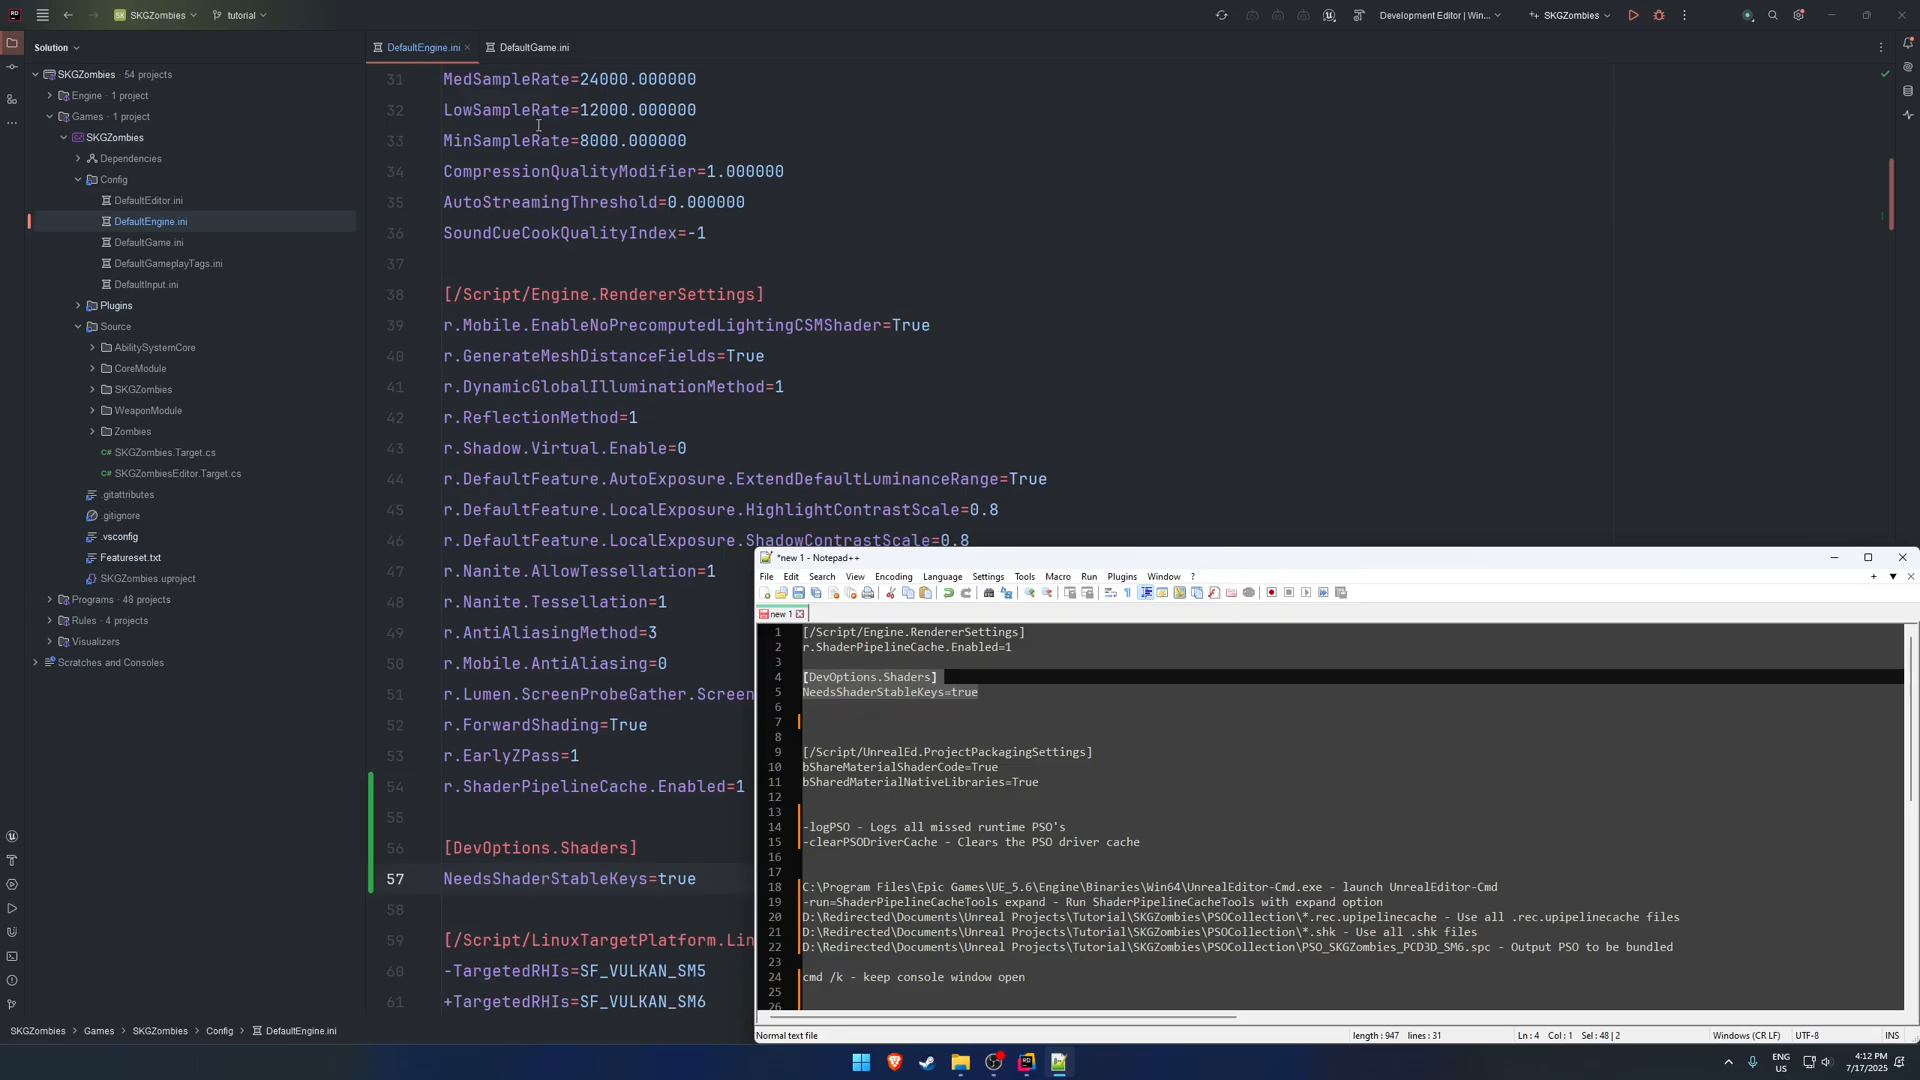 SK SKGZombies
tutorial
Development Editor | Win...
SKGZombies
Solution
DefaultEngine.ini
DefaultGame.ini
SKGZombies · 54 projects
Engine · 1 project
Games · 1 project
SKGZombies
Dependencies
Config
DefaultEditor.ini
DefaultEngine.ini
DefaultGame.ini
DefaultGameplayTags.ini
DefaultInput.ini
Plugins
Source
AbilitySystemCore
CoreModule
SKGZombies
WeaponModule
Zombies
C# SKGZombies.Target.cs
C# SKGZombiesEditor.Target.cs
.gitattributes
.gitignore
.vsconfig
Featureset.txt
SKGZombies.uproject
Programs · 48 projects
Rules · 4 projects
Visualizers
Scratches and Consoles
31 MedSampleRate=24000.000000
32 LowSampleRate=12000.000000
33 MinSampleRate=8000.000000
34 CompressionQualityModifier=1.000000
35 AutoStreamingThreshold=0.000000
36 SoundCueCookQualityIndex=-1
37
38 [/Script/Engine.RendererSettings]
39 r.Mobile.EnableNoPrecomputedLightingCSMShader=True
40 r.GenerateMeshDistanceFields=True
41 r.DynamicGlobalIlluminationMethod=1
42 r.ReflectionMethod=1
43 r.Shadow.Virtual.Enable=0
44 r.DefaultFeature.AutoExposure.ExtendDefaultLuminanceRange=True
45 r.DefaultFeature.LocalExposure.HighlightContrastScale=0.8
46 r.DefaultFeature.LocalExposure.ShadowContrastScale=0.8
47 r.Nanite.AllowTessellation=1
48 r.Nanite.Tessellation=1
49 r.AntiAliasingMethod=3
50 r.Mobile.AntiAliasing=0
51 r.Lumen.ScreenProbeGather.Screen
52 r.ForwardShading=True
53 r.EarlyZPass=1
54 r.ShaderPipelineCache.Enabled=1
55
56 [DevOptions.Shaders]
57 NeedsShaderStableKeys=true
58
59 [/Script/LinuxTargetPlatform.Lin
60 -TargetedRHIs=SF_VULKAN_SM5
61 +TargetedRHIs=SF_VULKAN_SM6
*new 1 - Notepad++
File Edit Search View Encoding Language Settings Tools Macro Run Plugins Window ?
new 1
1 [/Script/Engine.RendererSettings]
2 r.ShaderPipelineCache.Enabled=1
3
4 [DevOptions.Shaders]
5 NeedsShaderStableKeys=true
6
7
8
9 [/Script/UnrealEd.ProjectPackagingSettings]
10 bShareMaterialShaderCode=True
11 bSharedMaterialNativeLibraries=True
12
13
14 -logPSO - Logs all missed runtime PSO's
15 -clearPSODriverCache - Clears the PSO driver cache
16
17
18 C:\Program Files\Epic Games\UE_5.6\Engine\Binaries\Win64\UnrealEditor-Cmd.exe - launch UnrealEditor-Cmd
19 -run=ShaderPipelineCacheTools expand - Run ShaderPipelineCacheTools with expand option
20 D:\Redirected\Documents\Unreal Projects\Tutorial\SKGZombies\PSOCollection\*.rec.upipelinecache - Use all .rec.upipelinecache files
21 D:\Redirected\Documents\Unreal Projects\Tutorial\SKGZombies\PSOCollection\*.shk - Use all .shk files
22 D:\Redirected\Documents\Unreal Projects\Tutorial\SKGZombies\PSOCollection\PSO_SKGZombies_PCD3D_SM6.spc - Output PSO to be bundled
23
24 cmd /k - keep console window open
25
26
Normal text file
length : 947 lines : 31
Ln : 4 Col : 1 Sel : 48 | 2
Windows (CR LF)
UTF-8
INS
SKGZombies > Games > SKGZombies > Config > DefaultEngine.ini
ENG
US
4:12 PM
7/17/2025